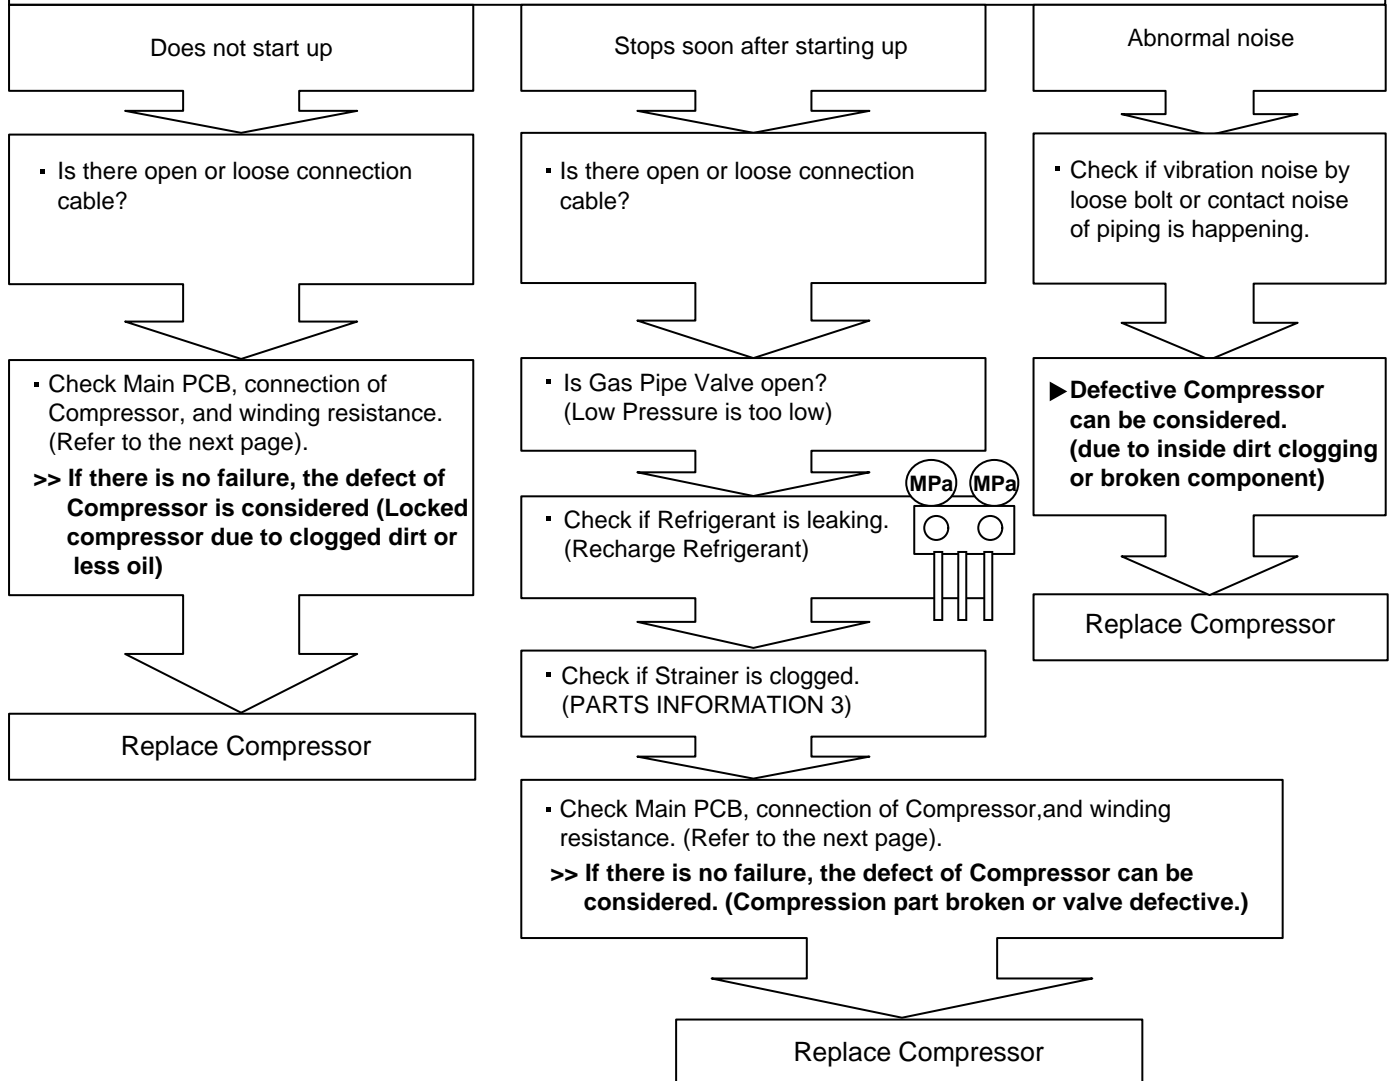 Does not start up
▪ Is there open or loose connection
cable?
▪ Check Main PCB, connection of
Compressor, and winding resistance.
(Refer to the next page).
>> If there is no failure, the defect of
Compressor is considered (Locked
compressor due to clogged dirt or
less oil)
Replace Compressor
Stops soon after starting up
▪ Is there open or loose connection
cable?
▪ Is Gas Pipe Valve open?
(Low Pressure is too low)
▪ Check if Refrigerant is leaking.
(Recharge Refrigerant)
MPa MPa
▪ Check if Strainer is clogged.
(PARTS INFORMATION 3)
▪ Check Main PCB, connection of Compressor,and winding
resistance. (Refer to the next page).
>> If there is no failure, the defect of Compressor can be
considered. (Compression part broken or valve defective.)
Replace Compressor
Abnormal noise
▪ Check if vibration noise by
loose bolt or contact noise
of piping is happening.
▶Defective Compressor
can be considered.
(due to inside dirt clogging
or broken component)
Replace Compressor